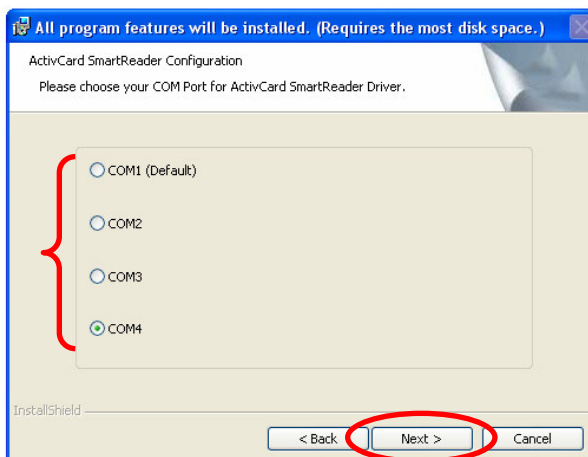 All program features will be installed. (Requires the most disk space.)
ActivCard SmartReader Configuration
Please choose your COM Port for ActivCard SmartReader Driver.
COM1 (Default)
COM2
COM3
COM4
InstallShield
< Back Next > Cancel